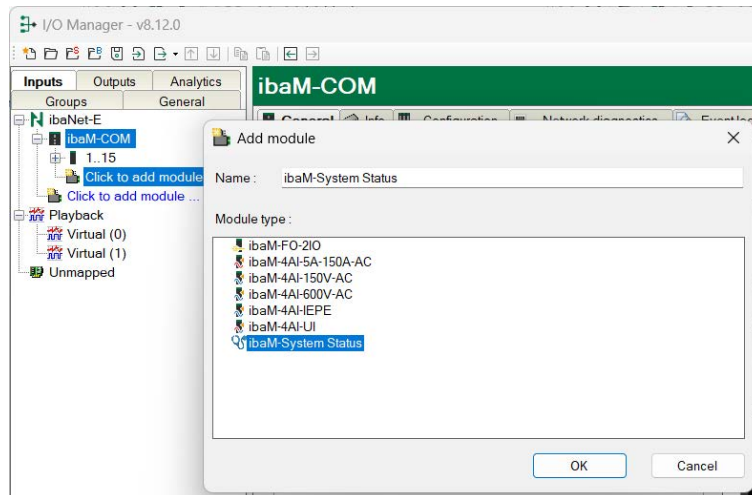 I/O Manager - v8.12.0
Inputs Outputs Analytics
Groups General
ibaNet-E
ibaM-COM
1..15
Click to add module
Click to add module ...
Playback
Virtual (0)
Virtual (1)
Unmapped
ibaM-COM
General Info Configuration Network diagnostics
Add module
Name : ibaM-System Status
Module type :
ibaM-FO-2IO
ibaM-4AI-5A-150A-AC
ibaM-4AI-150V-AC
ibaM-4AI-600V-AC
ibaM-4AI-IEPE
ibaM-4AI-UI
ibaM-System Status
OK Cancel